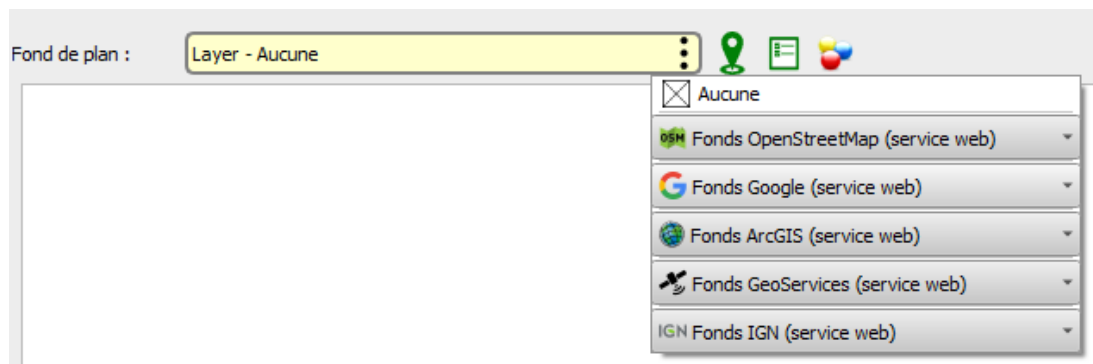 Fond de plan : Layer - Aucune
Aucune
OSM Fonds OpenStreetMap (service web)
G Fonds Google (service web)
Fonds ArcGIS (service web)
Fonds GeoServices (service web)
IGN Fonds IGN (service web)